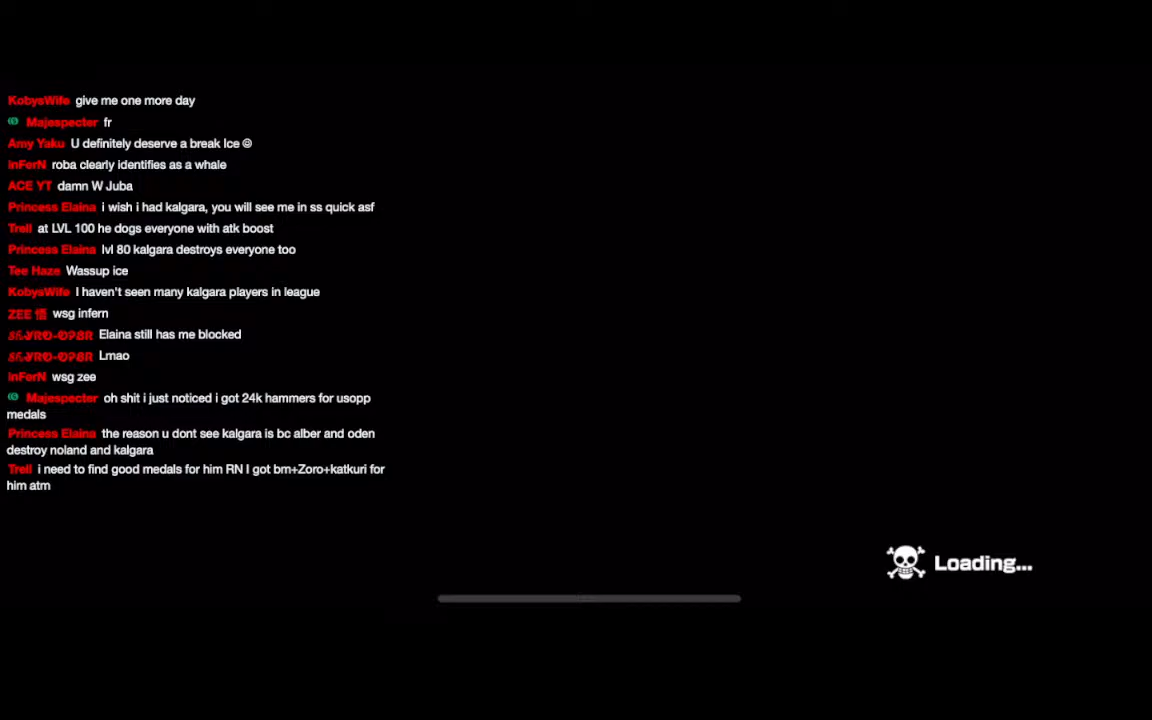 KobysWife give me one more day
Majespecter fr
Amy Yaku U definitely deserve a break Ice ☺
InFerN roba clearly identifies as a whale
ACE YT damn W Juba
Princess Elaina i wish i had kalgara, you will see me in ss quick asf
Trell at LVL 100 he dogs everyone with atk boost
Princess Elaina lvl 80 kalgara destroys everyone too
Tee Haze Wassup ice
KobysWife I haven't seen many kalgara players in league
ZEE 悟 wsg infern
Elaina still has me blocked
Lmao
InFerN wsg zee
Majespecter oh shit i just noticed i got 24k hammers for usopp
medals
Princess Elaina the reason u dont see kalgara is bc alber and oden
destroy noland and kalgara
Trell i need to find good medals for him RN I got bm+Zoro+katkuri for
him atm
Loading...